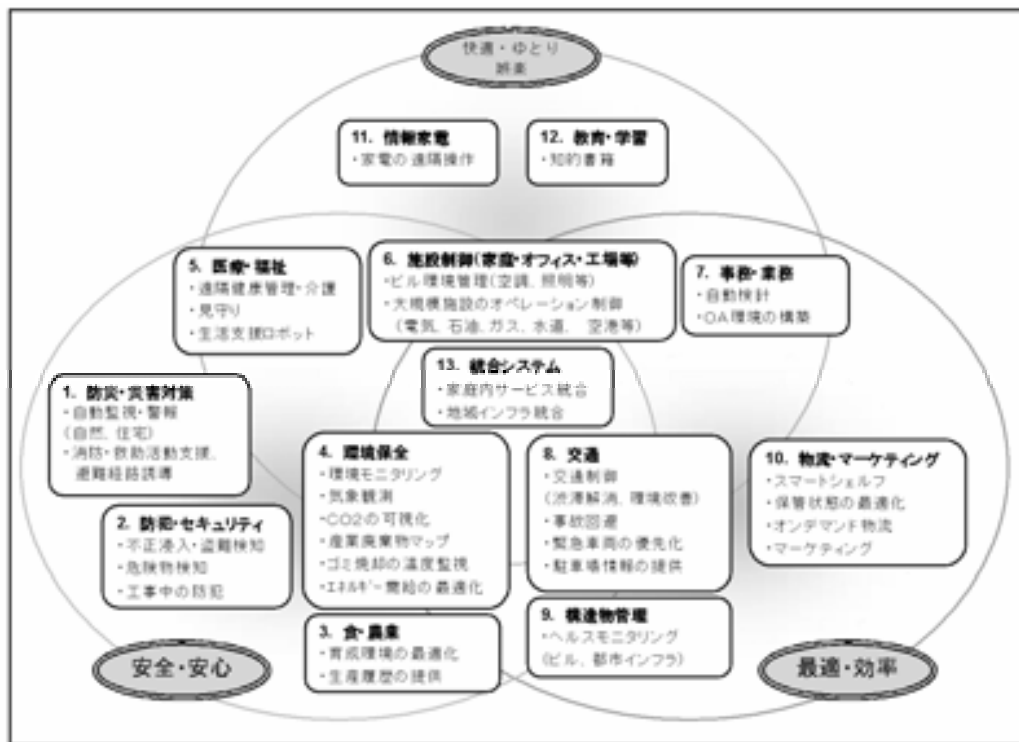 快適・ゆとり
娯楽
11. 情報家電
・家電の遠隔操作
12. 教育・学習
・知的書籍
5. 医療・福祉
・遠隔健康管理・介護
・見守り
・生活支援ロボット
6. 施設制御(家庭・オフィス・工場等)
・ビル環境管理(空調、照明等)
・大規模施設のオペレーション制御
(電気、石油、ガス、水道、 空港等)
7. 事務・業務
・自動検針
・OA環境の構築
13. 統合システム
・家庭内サービス統合
・地域インフラ統合
1. 防災・災害対策
・自動監視・警報
(自然、住宅)
・消防・救助活動支援、
避難経路誘導
2. 防犯・セキュリティ
・不正浸入・盗難検知
・危険物検知
・工事中の防犯
4. 環境保全
・環境モニタリング
・気象観測
・CO2の可視化
・産業廃棄物マップ
・ゴミ焼却の温度監視
・エネルギー需給の最適化
8. 交通
・交通制御
(渋滞解消、環境改善)
・事故回避
・緊急車両の優先化
・駐車場情報の提供
10. 物流・マーケティング
・スマートシェルフ
・保管状態の最適化
・オンデマンド物流
・マーケティング
3. 食・農業
・育成環境の最適化
・生産履歴の提供
9. 構造物管理
・ヘルスモニタリング
(ビル、都市インフラ)
安全・安心
最適・効率